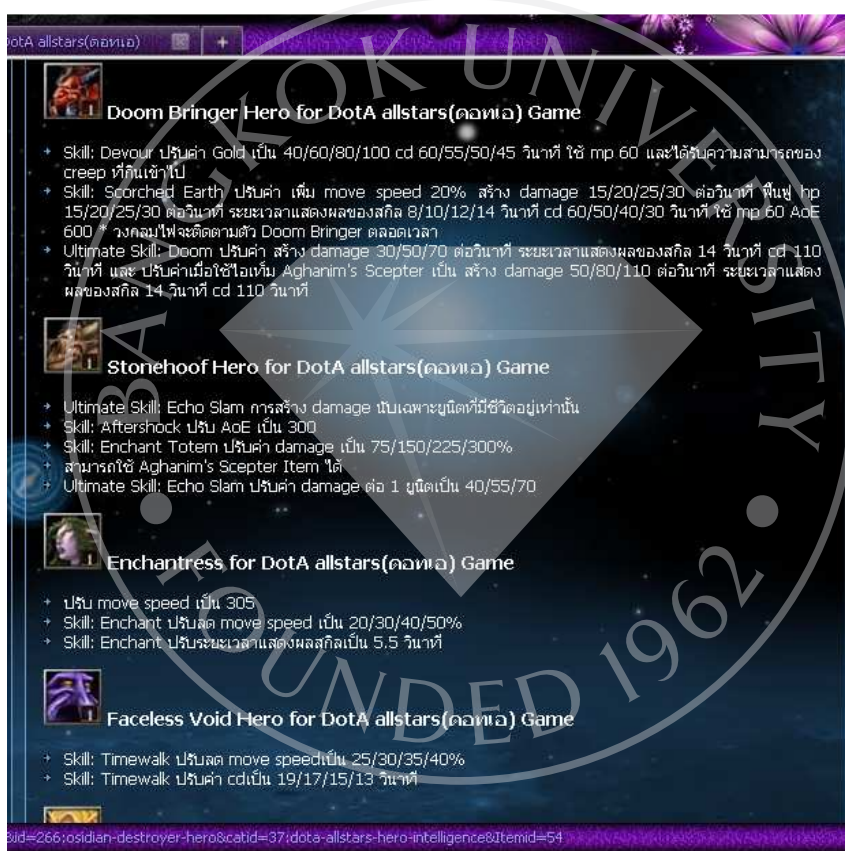 DotA allstars(ดอทเอ)
Doom Bringer Hero for DotA allstars(ดอทเอ) Game
Skill: Devour ปรับค่า Gold เป็น 40/60/80/100 cd 60/55/50/45 วินาที ใช้ mp 60 และได้รับความสามารถของ
creep ที่กินเข้าไป
Skill: Scorched Earth ปรับค่า เพิ่ม move speed 20% สร้าง damage 15/20/25/30 ต่อวินาที ฟื้นฟู hp
15/20/25/30 ต่อวินาที ระยะเวลาแสดงผลของสกิล 8/10/12/14 วินาที cd 60/50/40/30 วินาที ใช้ mp 60 AoE
600 * วงกลมไฟจะติดตามตัว Doom Bringer ตลอดเวลา
Ultimate Skill: Doom ปรับค่า สร้าง damage 30/50/70 ต่อวินาที ระยะเวลาแสดงผลของสกิล 14 วินาที cd 110
วินาที และ ปรับค่าเมื่อใช้ไอเท็ม Aghanim's Scepter เป็น สร้าง damage 50/80/110 ต่อวินาที ระยะเวลาแสดง
ผลของสกิล 14 วินาที cd 110 วินาที
Stonehoof Hero for DotA allstars(ดอทเอ) Game
Ultimate Skill: Echo Slam การสร้าง damage นับเฉพาะยูนิตที่มีชีวิตอยู่เท่านั้น
Skill: Aftershock ปรับ AoE เป็น 300
Skill: Enchant Totem ปรับค่า damage เป็น 75/150/225/300%
สามารถใช้ Aghanim's Scepter Item ได้
Ultimate Skill: Echo Slam ปรับค่า damage ต่อ 1 ยูนิตเป็น 40/55/70
Enchantress for DotA allstars(ดอทเอ) Game
ปรับ move speed เป็น 305
Skill: Enchant ปรับลด move speed เป็น 20/30/40/50%
Skill: Enchant ปรับระยะเวลาแสดงผลสกิลเป็น 5.5 วินาที
Faceless Void Hero for DotA allstars(ดอทเอ) Game
Skill: Timewalk ปรับลด move speedเป็น 25/30/35/40%
Skill: Timewalk ปรับค่า cdเป็น 19/17/15/13 วินาที
&id=266:osidian-destroyer-hero&catid=37:dota-allstars-hero-intelligence&Itemid=54
BANGKOK UNIVERSITY
FOUNDED 1962